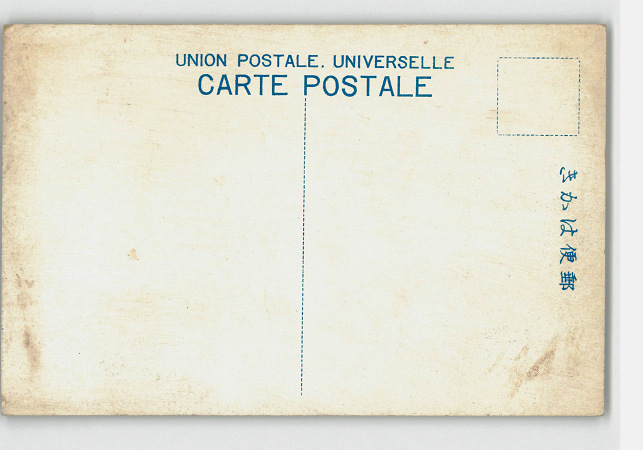 UNION POSTALE. UNIVERSELLE
CARTE POSTALE
きかは便郵